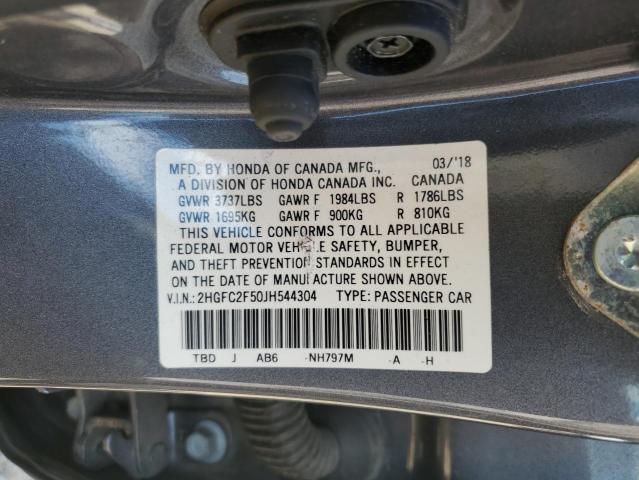 MFD. BY HONDA OF CANADA MFG., 03/'18
A DIVISION OF HONDA CANADA INC. CANADA
GVWR 3737LBS GAWR F 1984LBS R 1786LBS
GVWR 1695KG GAWR F 900KG R 810KG
THIS VEHICLE CONFORMS TO ALL APPLICABLE
FEDERAL MOTOR VEHICLE SAFETY, BUMPER,
AND THEFT PREVENTION STANDARDS IN EFFECT
ON THE DATE OF MANUFACTURE SHOWN ABOVE.
V.I.N.: 2HGFC2F50JH544304 TYPE: PASSENGER CAR
TBD J AB6 -NH797M -A -H